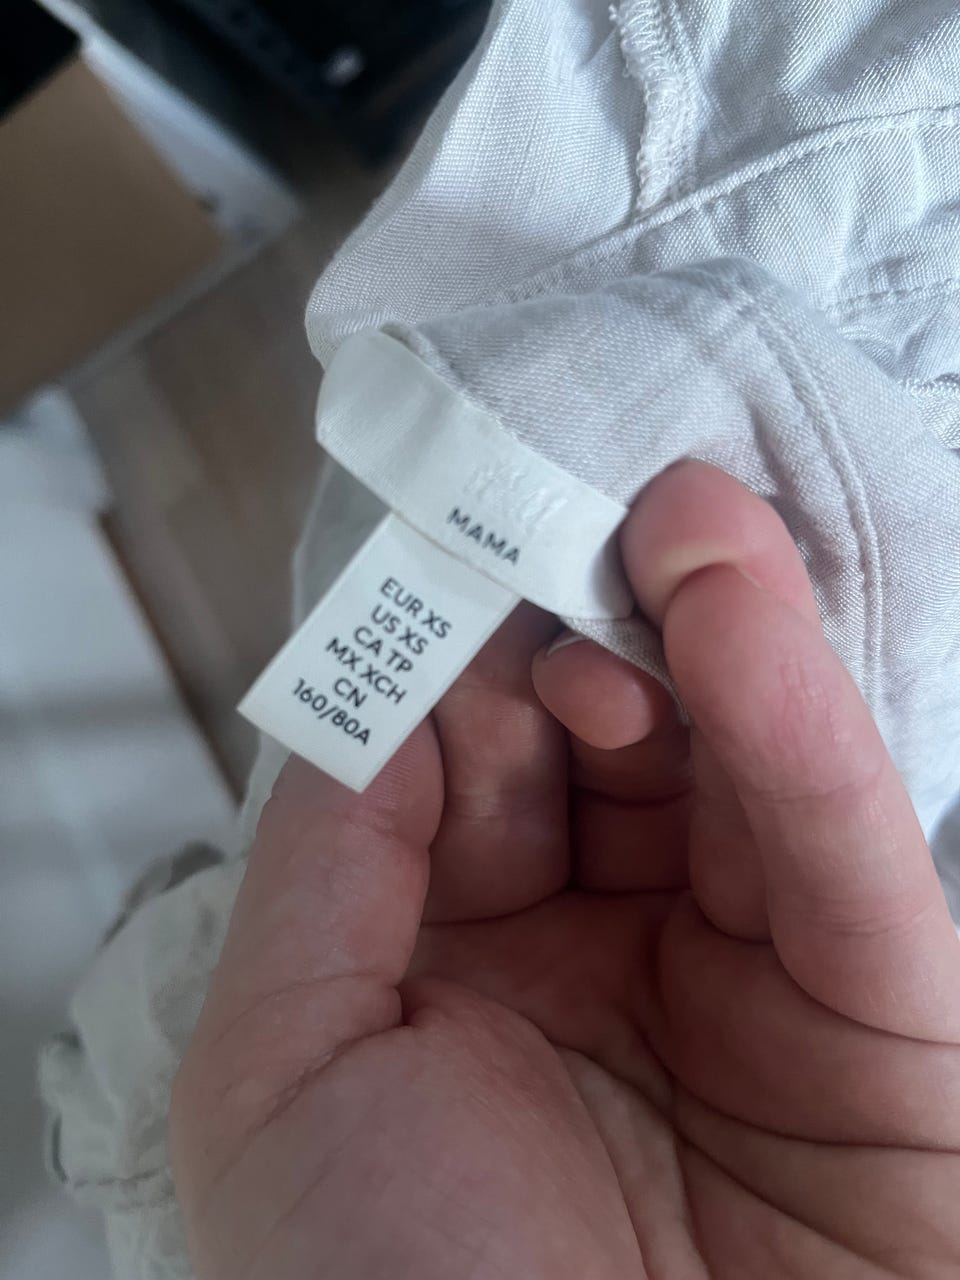 H&M
MAMA
EUR XS
US XS
CA TP
MX XCH
CN
160/80A